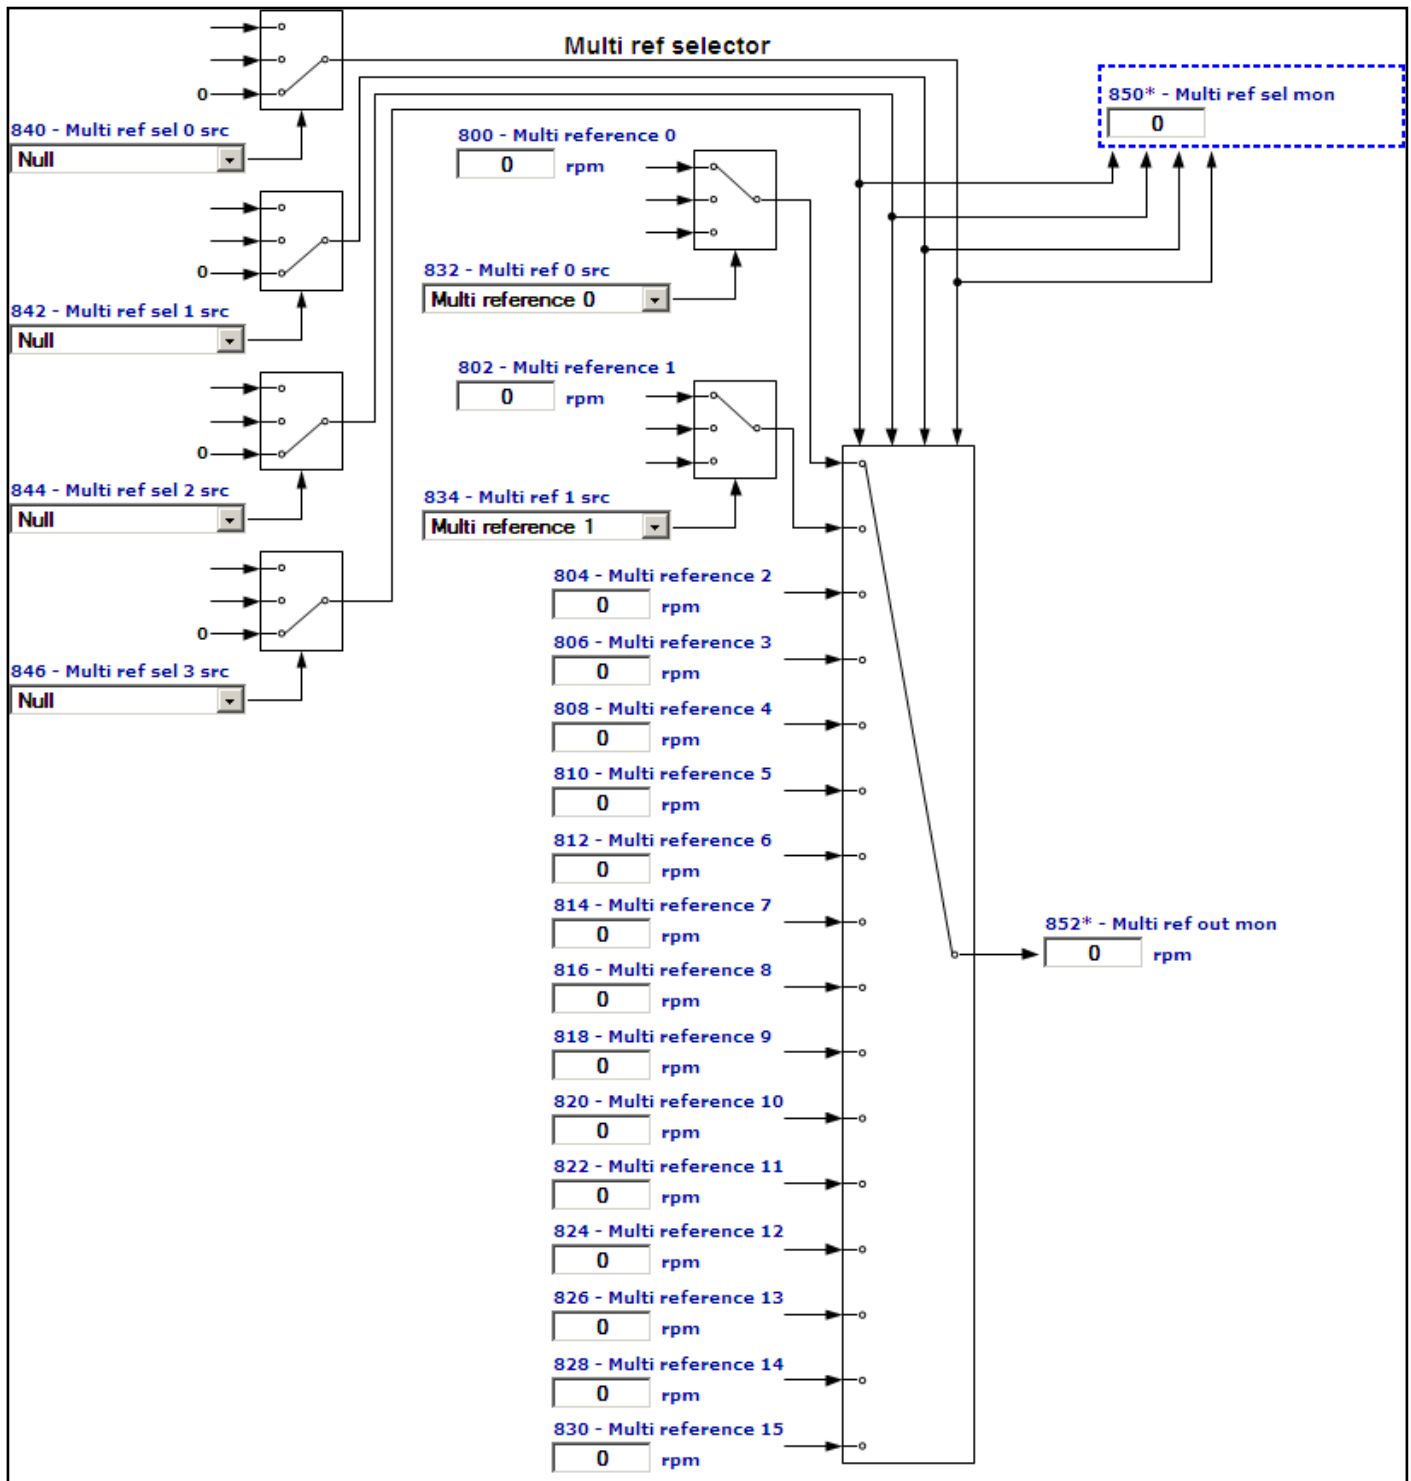 Multi ref selector
0
840 - Multi ref sel 0 src
Null
0
842 - Multi ref sel 1 src
Null
0
844 - Multi ref sel 2 src
Null
0
846 - Multi ref sel 3 src
Null
800 - Multi reference 0
0 rpm
832 - Multi ref 0 src
Multi reference 0
802 - Multi reference 1
0 rpm
834 - Multi ref 1 src
Multi reference 1
804 - Multi reference 2
0 rpm
806 - Multi reference 3
0 rpm
808 - Multi reference 4
0 rpm
810 - Multi reference 5
0 rpm
812 - Multi reference 6
0 rpm
814 - Multi reference 7
0 rpm
816 - Multi reference 8
0 rpm
818 - Multi reference 9
0 rpm
820 - Multi reference 10
0 rpm
822 - Multi reference 11
0 rpm
824 - Multi reference 12
0 rpm
826 - Multi reference 13
0 rpm
828 - Multi reference 14
0 rpm
830 - Multi reference 15
0 rpm
850* - Multi ref sel mon
0
852* - Multi ref out mon
0 rpm